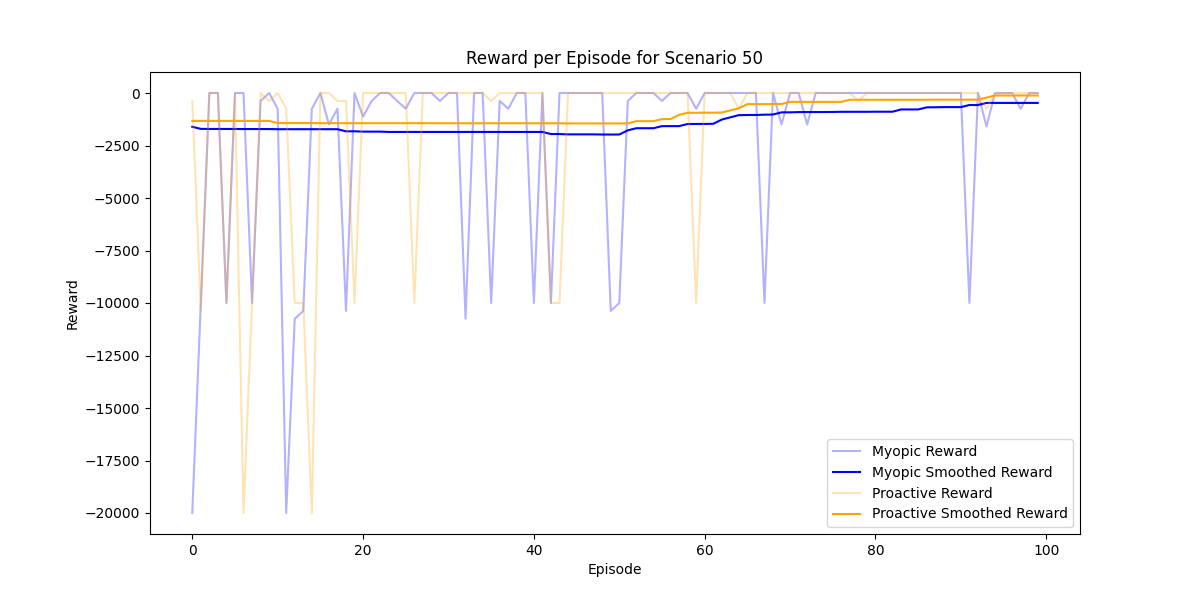 Reward per Episode for Scenario 50
0
−2500
−5000
−7500
−10000
−12500
−15000
−17500
−20000
Reward
0
20
40
60
80
100
Episode
Myopic Reward
Myopic Smoothed Reward
Proactive Reward
Proactive Smoothed Reward